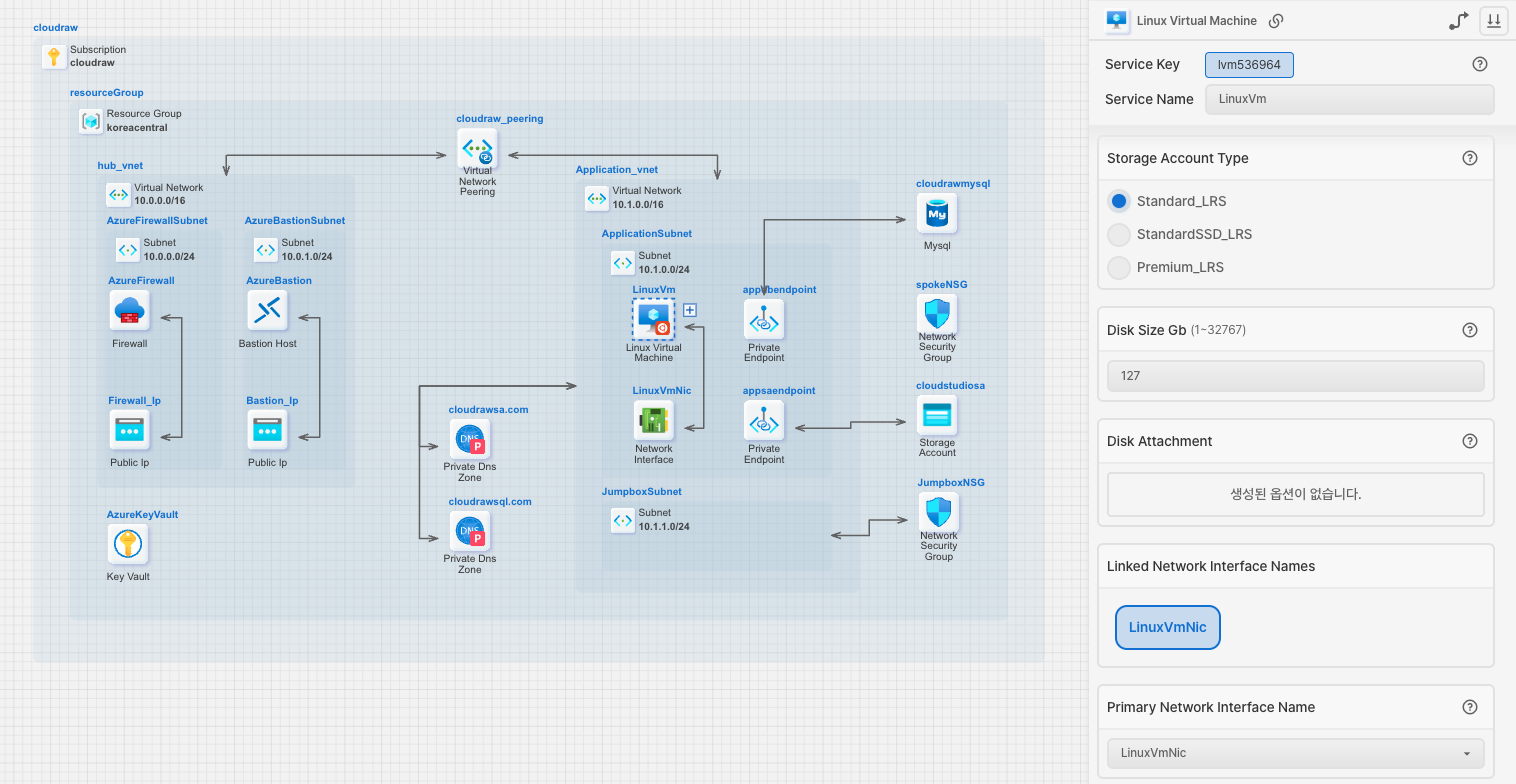 cloudraw
Subscription
cloudraw
resourceGroup
Resource Group
koreacentral
cloudraw_peering
Virtual
Network
Peering
hub_vnet
Virtual Network
10.0.0.0/16
AzureFirewallSubnet
Subnet
10.0.0.0/24
AzureFirewall
Firewall
Firewall_Ip
Public Ip
AzureBastionSubnet
Subnet
10.0.1.0/24
AzureBastion
Bastion Host
Bastion_Ip
Public Ip
AzureKeyVault
Key Vault
cloudrawsa.com
DNS
P
Private Dns
Zone
cloudrawsql.com
DNS
P
Private Dns
Zone
Application_vnet
Virtual Network
10.1.0.0/16
ApplicationSubnet
Subnet
10.1.0.0/24
LinuxVm
Linux Virtual
Machine
LinuxVmNic
Network
Interface
Private
Endpoint
appsaendpoint
Private
Endpoint
JumpboxSubnet
Subnet
10.1.1.0/24
cloudrawmysql
My
Mysql
spokeNSG
Network
Security
Group
cloudstudiosa
Storage
Account
JumpboxNSG
Network
Security
Group
Linux Virtual Machine
Service Key
lvm536964
?
Service Name
LinuxVm
Storage Account Type
?
Standard_LRS
StandardSSD_LRS
Premium_LRS
Disk Size Gb (1~32767)
?
127
Disk Attachment
?
생성된 옵션이 없습니다.
Linked Network Interface Names
LinuxVmNic
Primary Network Interface Name
?
LinuxVmNic